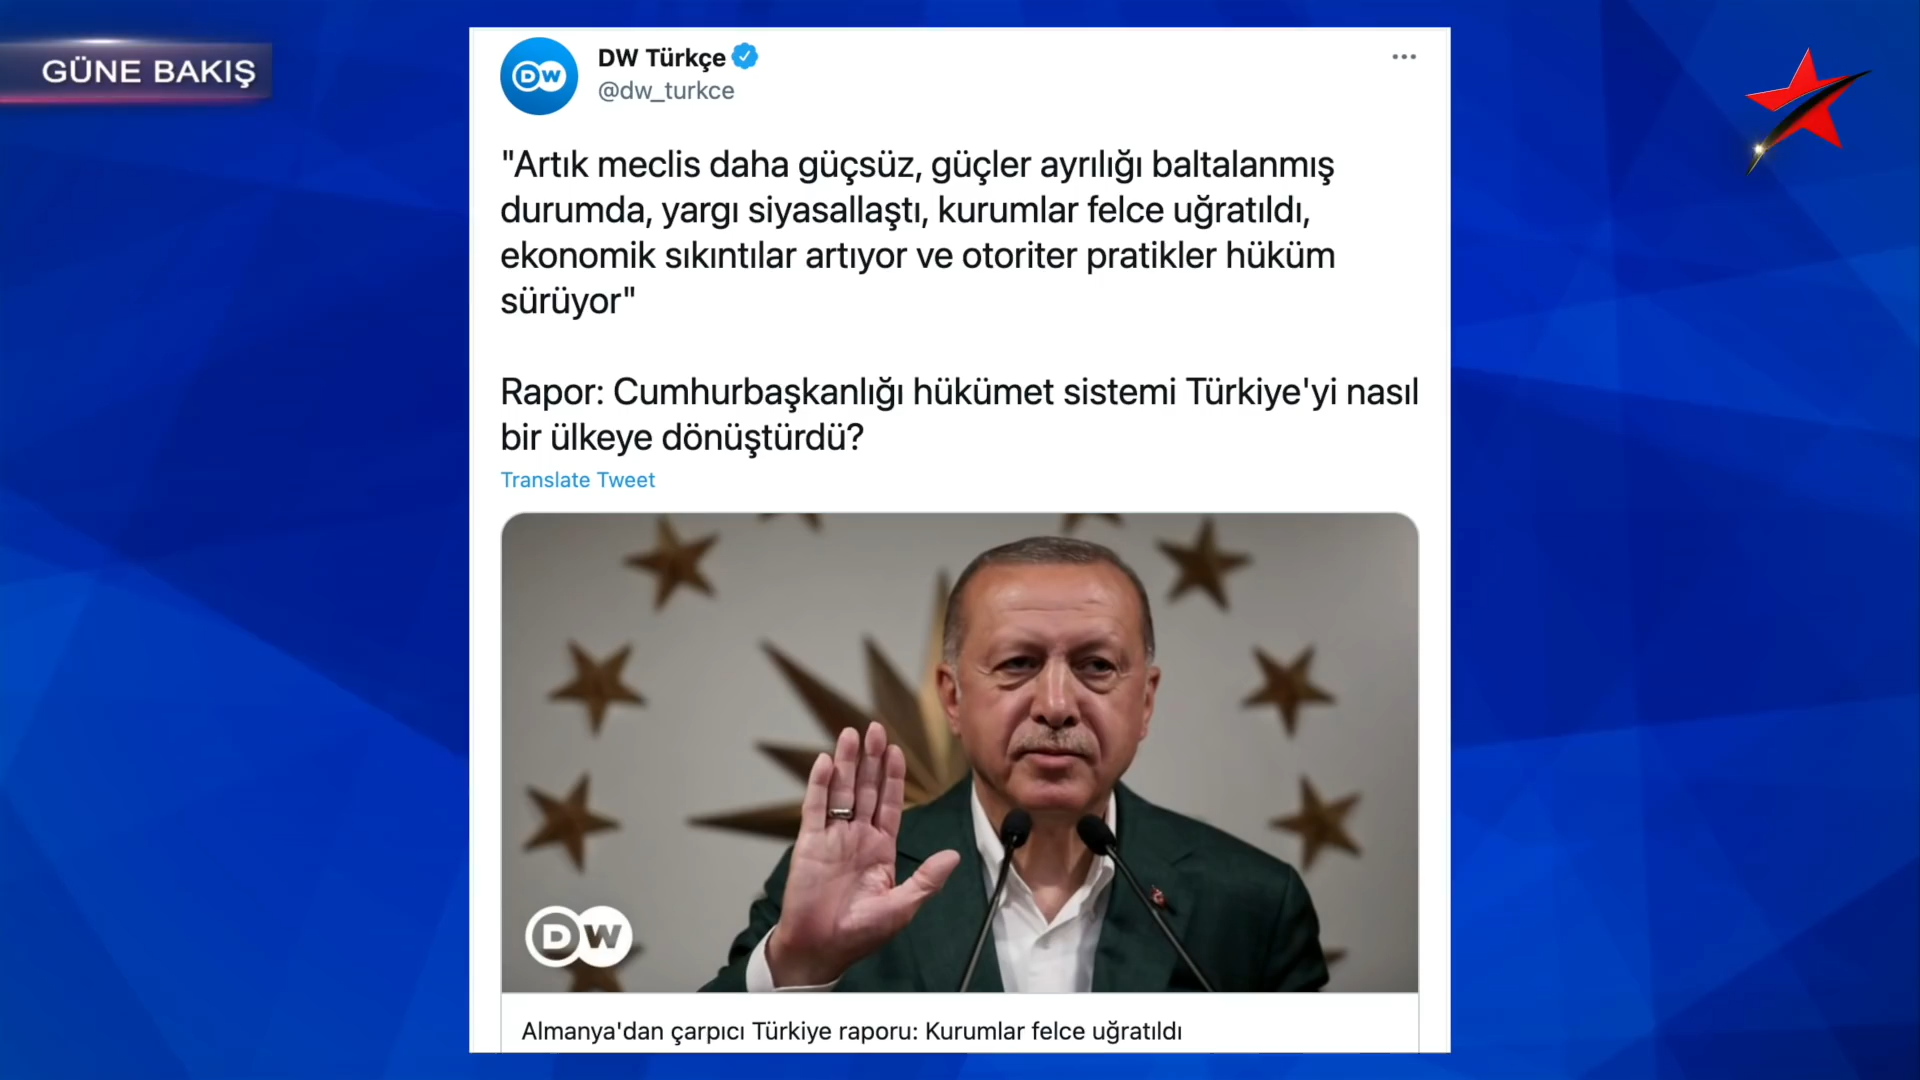 GÜNE BAKIŞ
DW
DW Türkçe
@dw_turkce
"Artık meclis daha güçsüz, güçler ayrılığı baltalanmış
durumda, yargı siyasallaştı, kurumlar felce uğratıldı,
ekonomik sıkıntılar artıyor ve otoriter pratikler hüküm
sürüyor"
Rapor: Cumhurbaşkanlığı hükümet sistemi Türkiye'yi nasıl
bir ülkeye dönüştürdü?
Translate Tweet
DW
Almanya'dan çarpıcı Türkiye raporu: Kurumlar felce uğratıldı